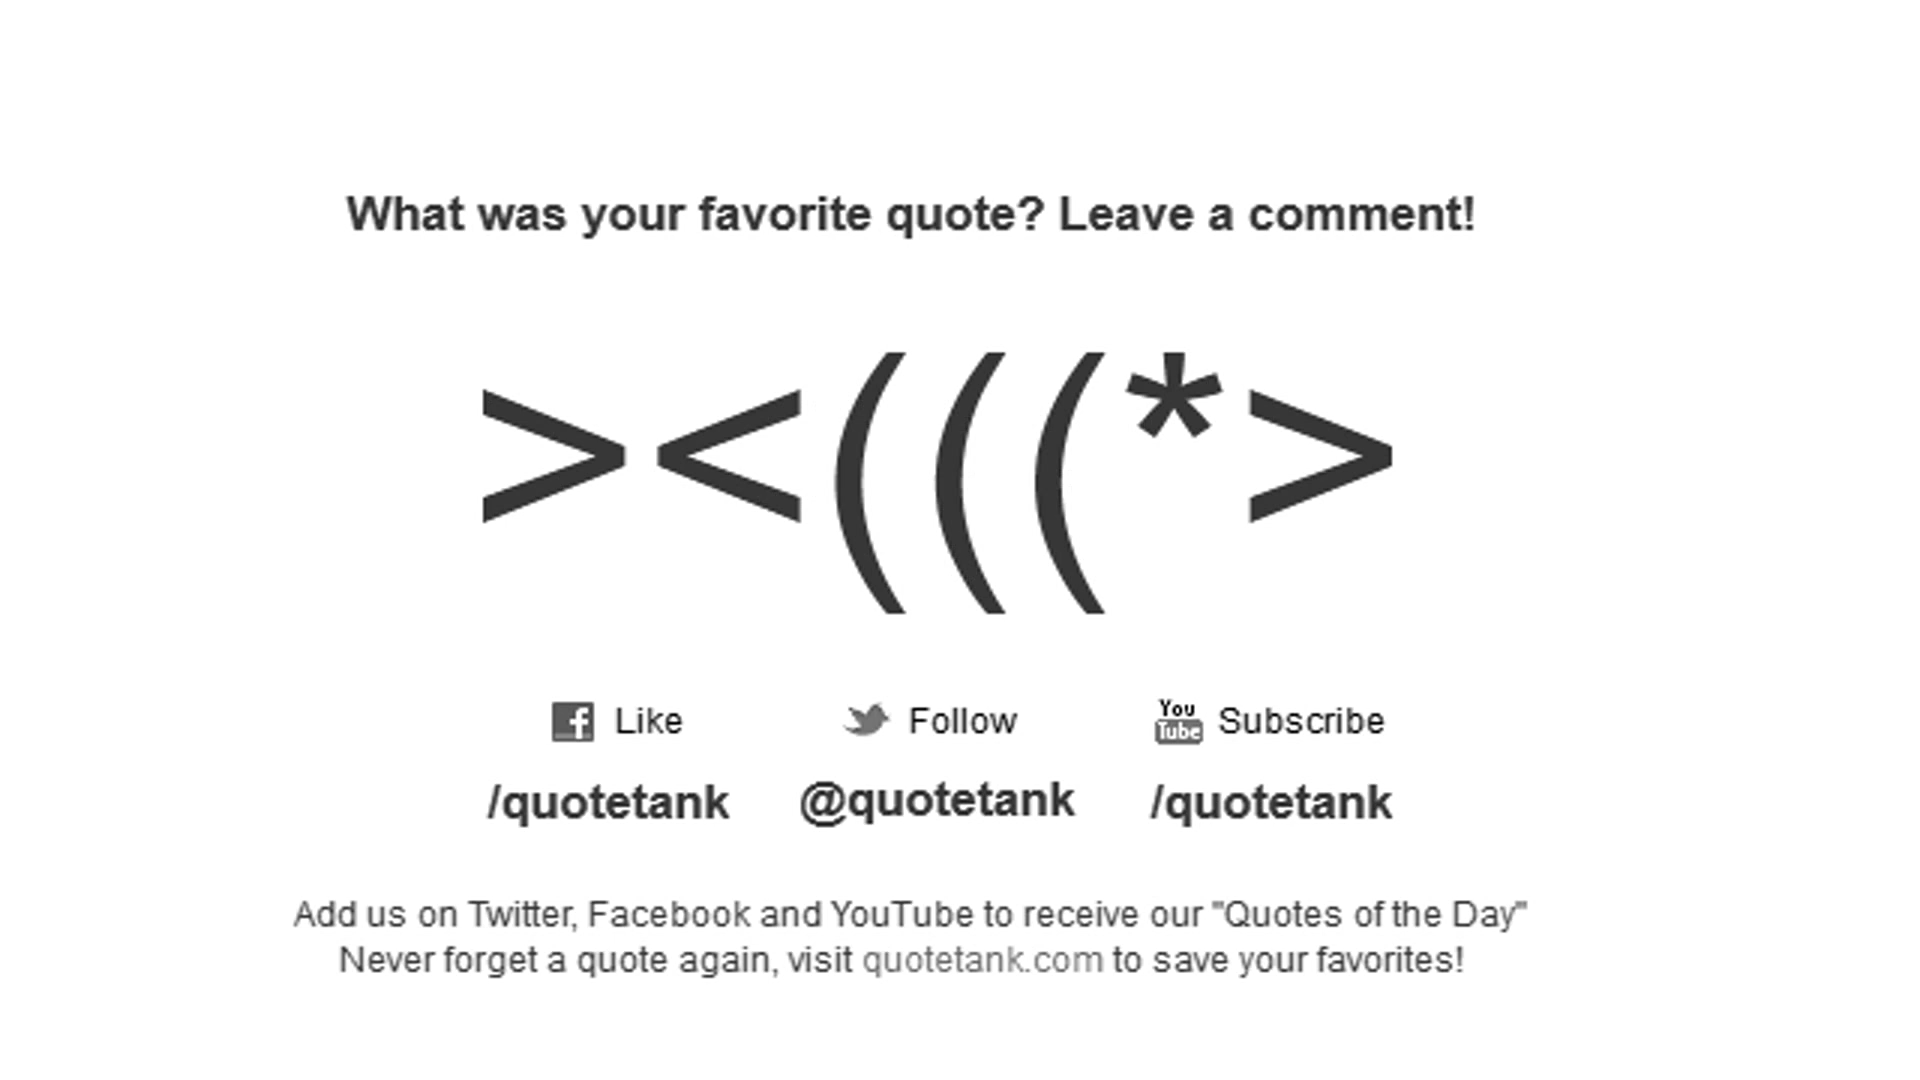 What was your favorite quote? Leave a comment!
><(((*>
f Like Follow You Tube Subscribe
/quotetank @quotetank /quotetank
Add us on Twitter, Facebook and YouTube to receive our "Quotes of the Day"
Never forget a quote again, visit quotetank.com to save your favorites!